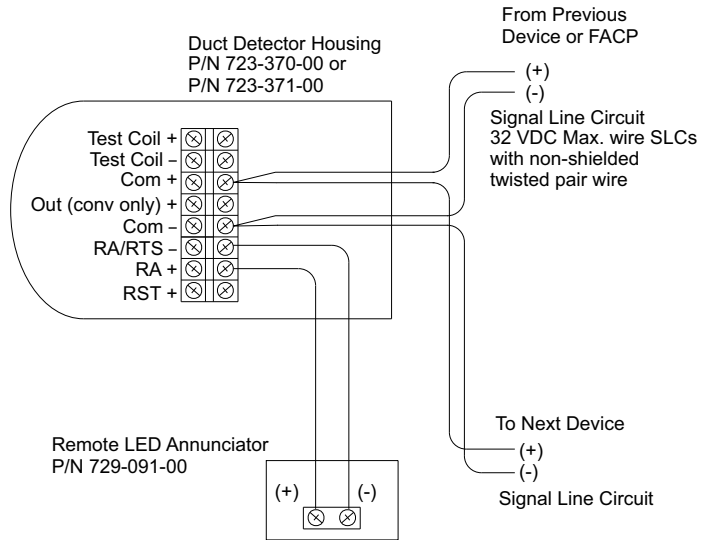 From Previous
Device or FACP
Duct Detector Housing
P/N 723-370-00 or
P/N 723-371-00
(+)
(-)
Signal Line Circuit
32 VDC Max. wire SLCs
with non-shielded
twisted pair wire
Test Coil +
Test Coil –
Com +
Out (conv only) +
Com –
RA/RTS –
RA +
RST +
To Next Device
(+)
(-)
Signal Line Circuit
Remote LED Annunciator
P/N 729-091-00
(+) (-)